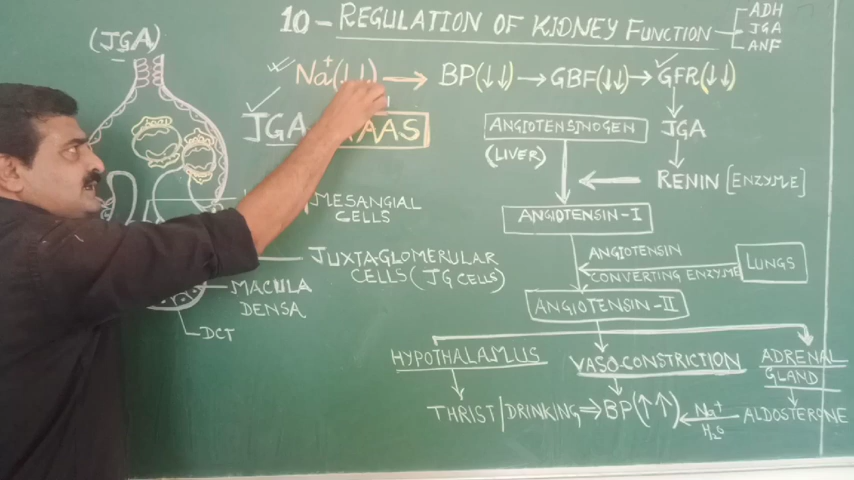 10 - REGULATION OF KIDNEY FUNCTION
ADH
JGA
ANF
(JGA)
Na+(↓↓) → BP(↓↓) → GBF(↓↓) → GFR(↓↓)
JGA
AAS
ANGIOTENSINOGEN
JGA
(LIVER)
RENIN [ENZYME]
ANGIOTENSIN-I
MESANGIAL
CELLS
ANGIOTENSIN
CONVERTING ENZYME
LUNGS
JUXTAGLOMERULAR
CELLS (JG CELLS)
MACULA
DENSA
ANGIOTENSIN-II
DCT
HYPOTHALAMUS
VASO-CONSTRICTION
ADRENAL
GLAND
THRIST/DRINKING ⇒ BP(↑↑) ← Na+ ALDOSTERONE
H2O